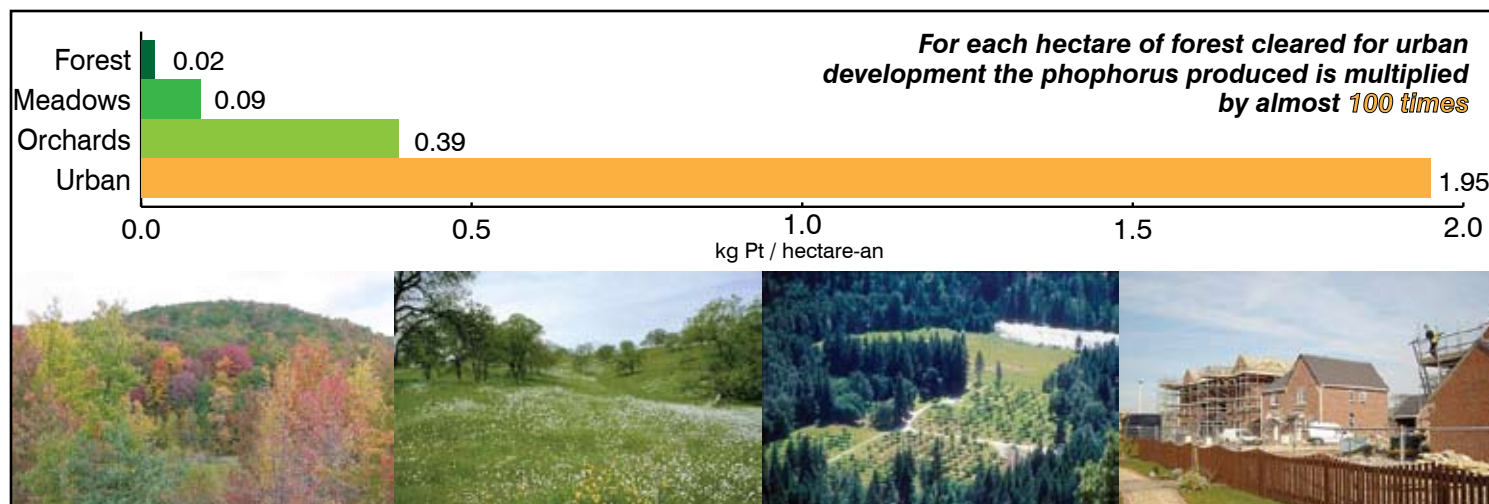 For each hectare of forest cleared for urban
development the phophorus produced is multiplied
by almost 100 times
Forest 0.02
Meadows 0.09
Orchards 0.39
Urban 1.95
0.0 0.5 1.0 1.5 2.0
kg Pt / hectare-an